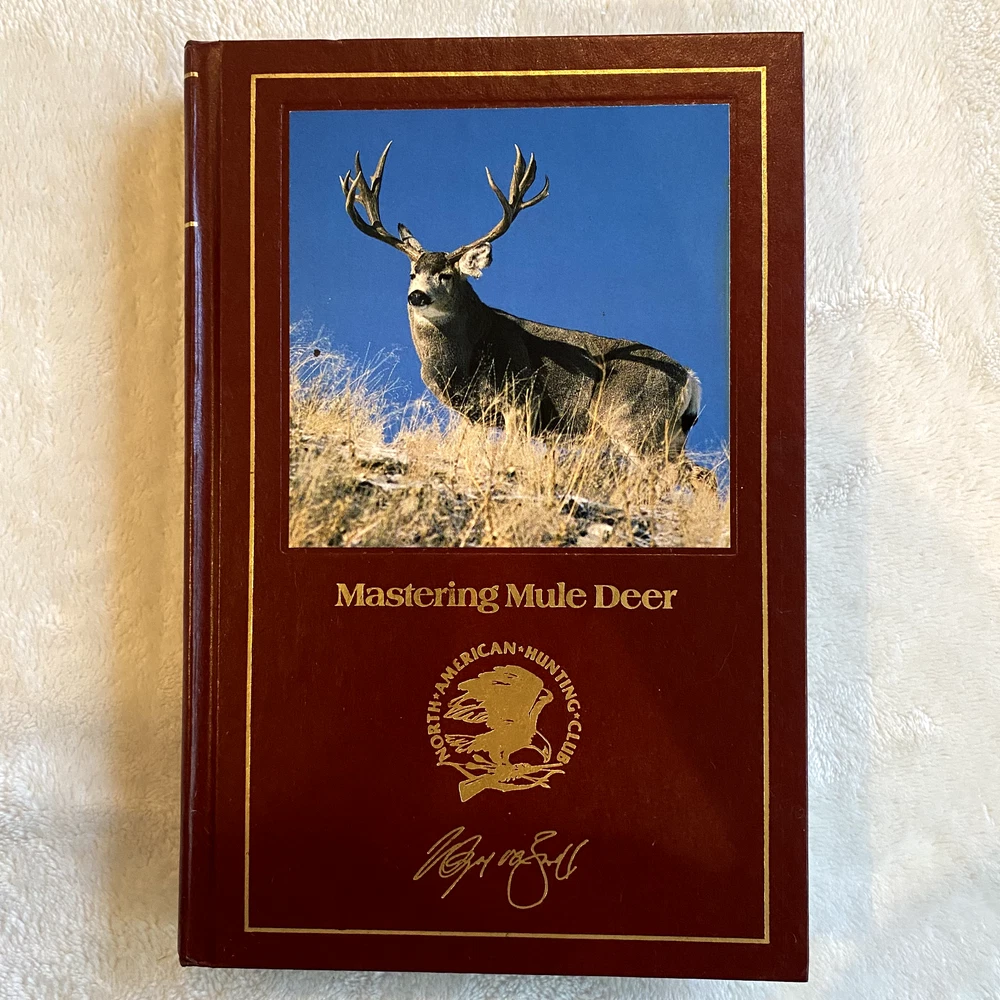 Mastering Mule Deer
NORTH★AMERICAN★HUNTING★CLUB